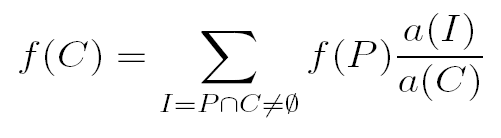 f(C) = \sum_{I=P\cap C\neq\emptyset} f(P) \frac{a(I)}{a(C)}